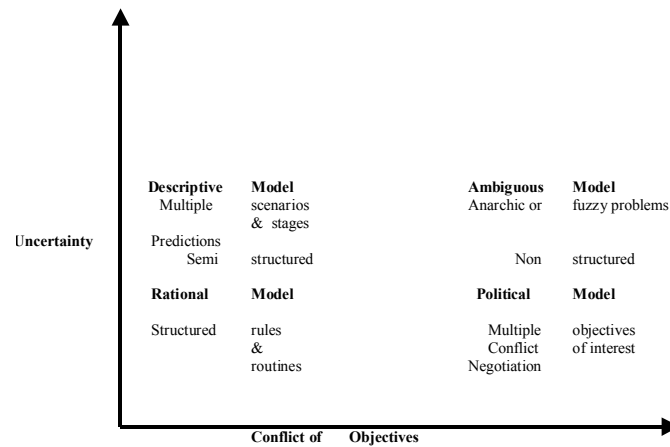 Descriptive Model Ambiguous Model
Multiple scenarios Anarchic or fuzzy problems
& stages
Uncertainty
Predictions
Semi structured Non structured
Rational Model Political Model
Structured rules Multiple objectives
& Conflict of interest
routines Negotiation
Conflict of Objectives